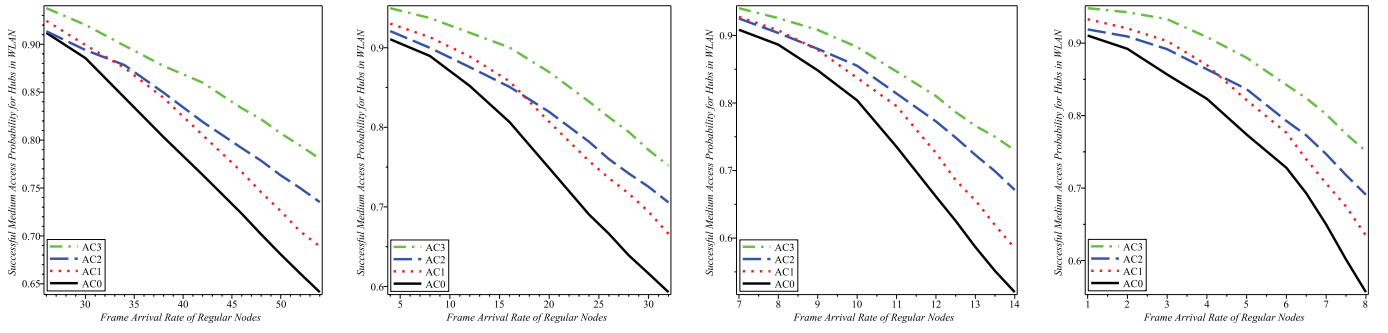 Successful Medium Access Probability for Hubs in WLAN
0.90
0.85
0.80
0.75
0.70
0.65
AC3
AC2
AC1
AC0
30 35 40 45 50
Frame Arrival Rate of Regular Nodes
Successful Medium Access Probability for Hubs in WLAN
0.9
0.8
0.7
0.6
AC3
AC2
AC1
AC0
5 10 15 20 25 30
Frame Arrival Rate of Regular Nodes
Successful Medium Access Probability for Hubs in WLAN
0.9
0.8
0.7
0.6
AC3
AC2
AC1
AC0
7 8 9 10 11 12 13 14
Frame Arrival Rate of Regular Nodes
Successful Medium Access Probability for Hubs in WLAN
0.9
0.8
0.7
0.6
AC3
AC2
AC1
AC0
1 2 3 4 5 6 7 8
Frame Arrival Rate of Regular Nodes